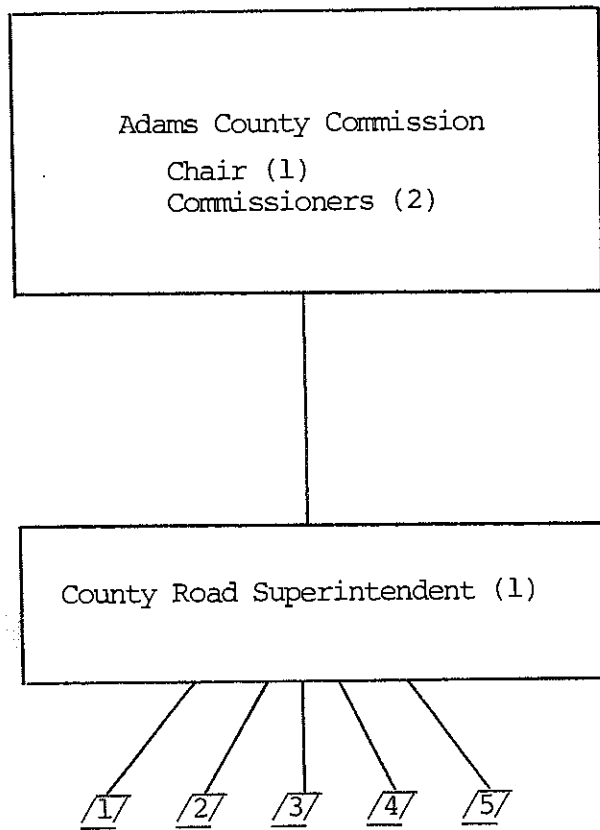 Adams County Commission
Chair (1)
Commissioners (2)
County Road Superintendent (1)
/1/ /2/ /3/ /4/ /5/